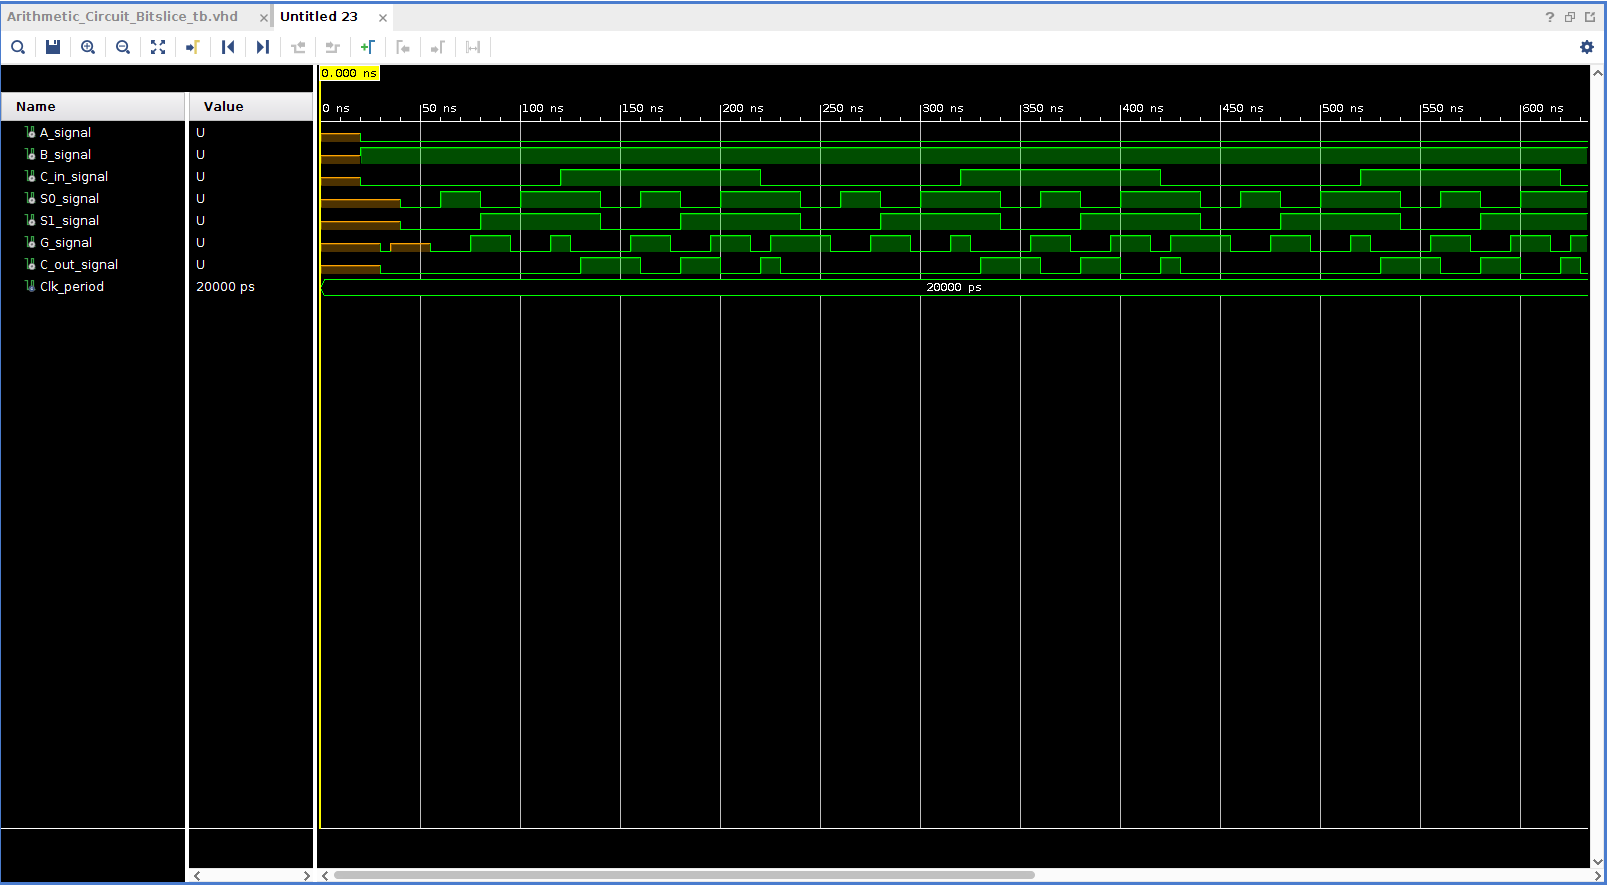 Arithmetic_Circuit_Bitslice_tb.vhd × Untitled 23 ×
?
0.000 ns
Name Value
0 ns 50 ns 100 ns 150 ns 200 ns 250 ns 300 ns 350 ns 400 ns 450 ns 500 ns 550 ns 600 ns
A_signal U
B_signal U
C_in_signal U
S0_signal U
S1_signal U
G_signal U
C_out_signal U
Clk_period 20000 ps 20000 ps